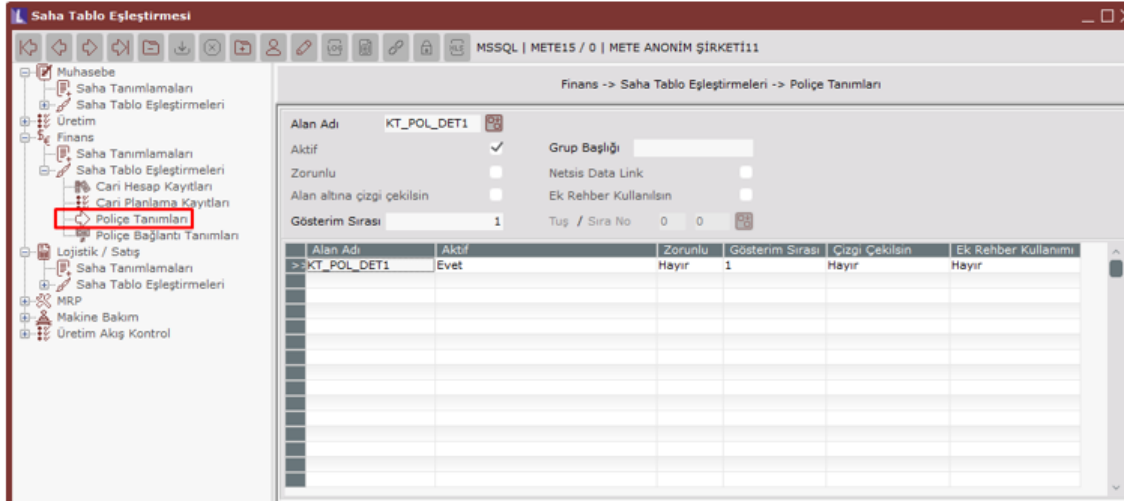 Saha Tablo Eşleştirmesi
MSSQL | METE15 / 0 | METE ANONİM ŞİRKETİ11
Muhasebe
Saha Tanımlamaları
Saha Tablo Eşleştirmeleri
Üretim
Finans
Saha Tanımlamaları
Saha Tablo Eşleştirmeleri
Cari Hesap Kayıtları
Cari Planlama Kayıtları
Poliçe Tanımları
Poliçe Bağlantı Tanımları
Lojistik / Satış
Saha Tanımlamaları
Saha Tablo Eşleştirmeleri
MRP
Makine Bakım
Üretim Akış Kontrol
Finans -> Saha Tablo Eşleştirmeleri -> Poliçe Tanımları
Alan Adı KT_POL_DET1
Aktif Grup Başlığı
Zorunlu Netsis Data Link
Alan altına çizgi çekilsin Ek Rehber Kullanılsın
Gösterim Sırası 1 Tuş / Sıra No 0 0
Alan Adı Aktif Zorunlu Gösterim Sırası Çizgi Çekilsin Ek Rehber Kullanımı
>> KT_POL_DET1 Evet Hayır 1 Hayır Hayır